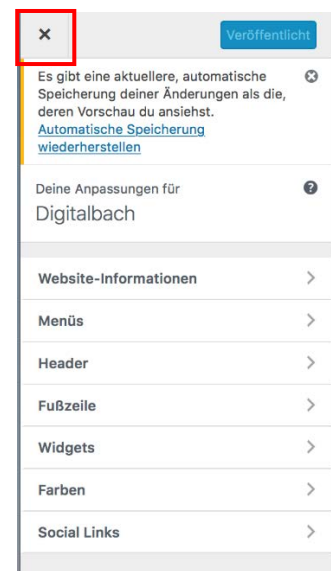 Veröffentlicht
Es gibt eine aktuellere, automatische
Speicherung deiner Änderungen als die,
deren Vorschau du ansiehst.
Automatische Speicherung
wiederherstellen
Deine Anpassungen für
Digitalbach
Website-Informationen
Menüs
Header
Fußzeile
Widgets
Farben
Social Links